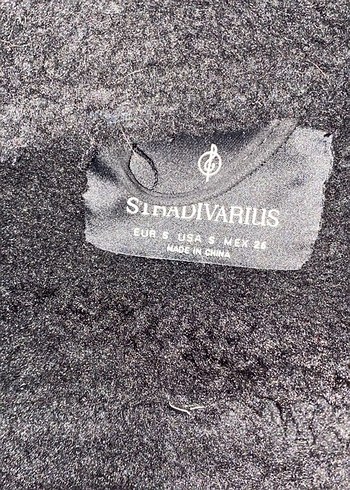 STRADIVARIUS
EUR S USA S MEX 26
MADE IN CHINA